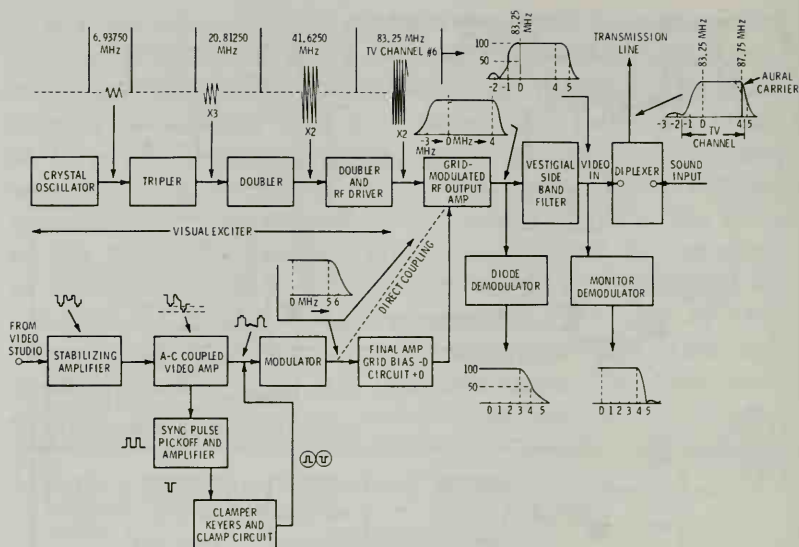 6.93750
MHz
20.81250
MHz
41.6250
MHz
83.25 MHz
TV CHANNEL #6
83.25
MHz
100
50
-2 -1 0 4 5
TRANSMISSION
LINE
83.25 MHz
87.75 MHz
AURAL
CARRIER
-3 -2 -1 0 4 5
TV
CHANNEL
X3
X2
X2
-3 0 MHz 4
MHz
CRYSTAL
OSCILLATOR
TRIPLER
DOUBLER
DOUBLER
AND
RF DRIVER
GRID-
MODULATED
RF OUTPUT
AMP
VESTIGIAL
SIDE
BAND
FILTER
VIDEO
IN
DIPLEXER
SOUND
INPUT
VISUAL EXCITER
DIRECT COUPLING
0 MHz 5 6
DIODE
DEMODULATOR
MONITOR
DEMODULATOR
FROM
VIDEO
STUDIO
STABILIZING
AMPLIFIER
A-C COUPLED
VIDEO AMP
MODULATOR
FINAL AMP
GRID BIAS -D
CIRCUIT +D
100
50
0 1 2 3 4 5
0 1 2 3 4 5
SYNC PULSE
PICKOFF AND
AMPLIFIER
CLAMPER
KEYERS AND
CLAMP CIRCUIT